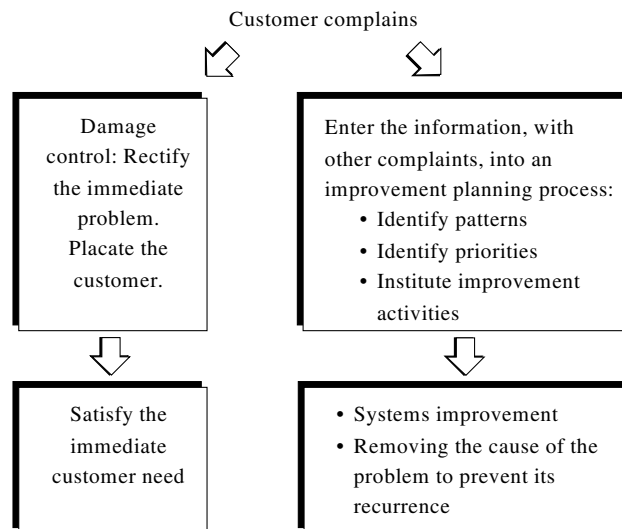 Customer complains
Damage
control: Rectify
the immediate
problem.
Placate the
customer.
Enter the information, with
other complaints, into an
improvement planning process:
• Identify patterns
• Identify priorities
• Institute improvement
activities
Satisfy the
immediate
customer need
• Systems improvement
• Removing the cause of the
problem to prevent its
recurrence